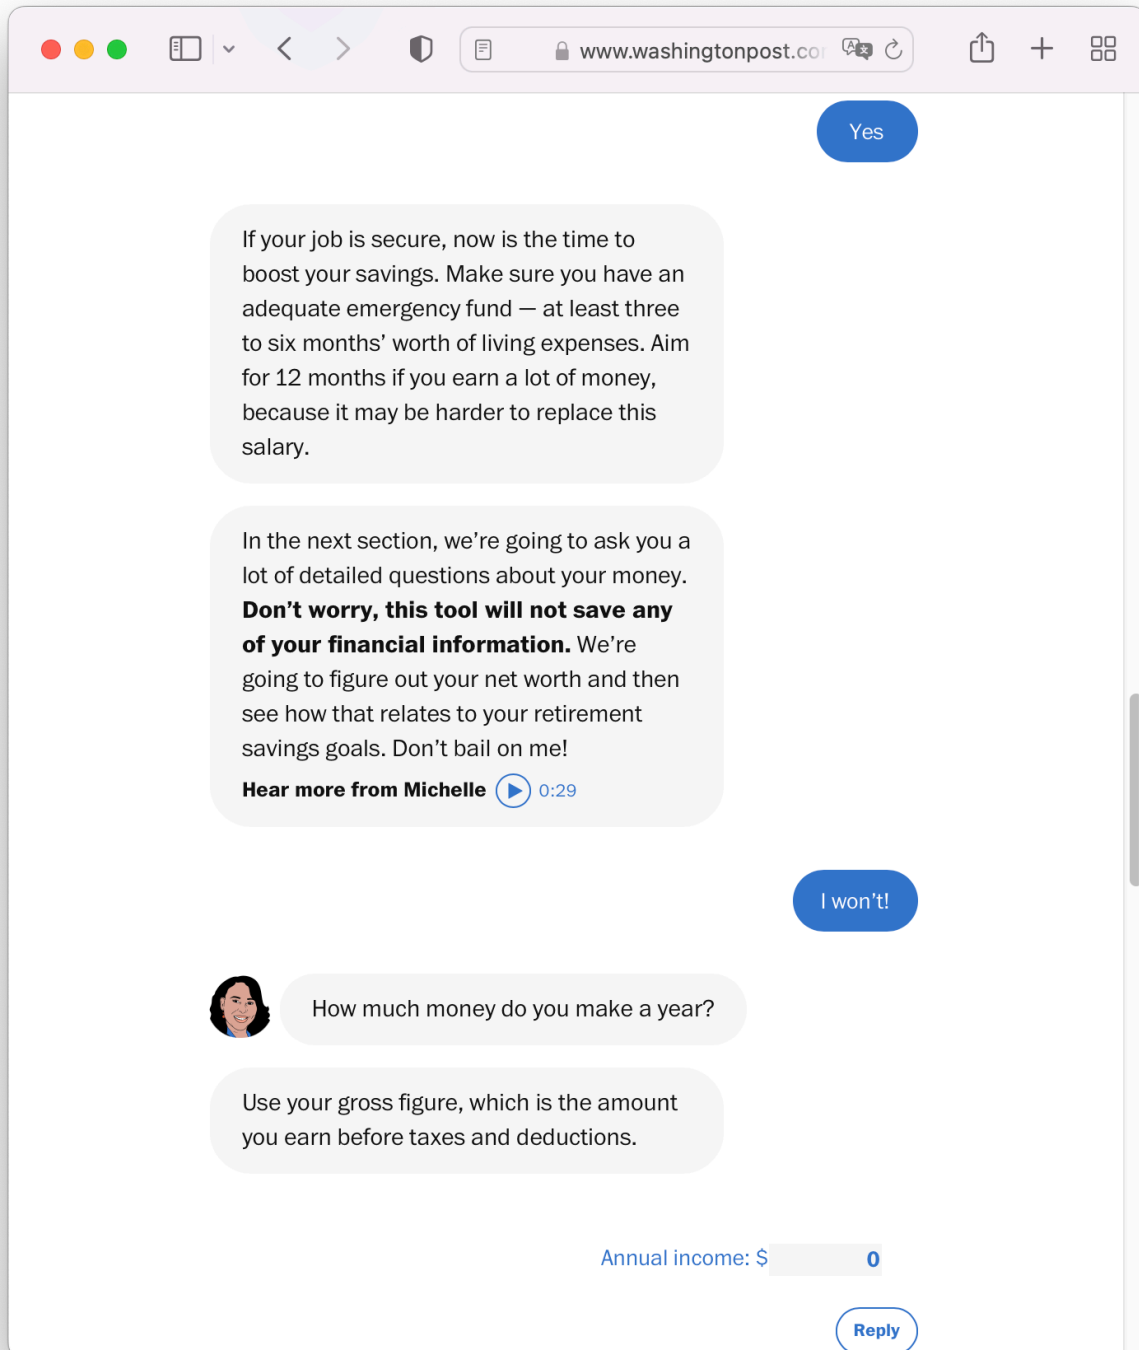 www.washingtonpost.co
Yes
If your job is secure, now is the time to
boost your savings. Make sure you have an
adequate emergency fund — at least three
to six months’ worth of living expenses. Aim
for 12 months if you earn a lot of money,
because it may be harder to replace this
salary.
In the next section, we’re going to ask you a
lot of detailed questions about your money.
Don’t worry, this tool will not save any
of your financial information. We’re
going to figure out your net worth and then
see how that relates to your retirement
savings goals. Don’t bail on me!
Hear more from Michelle 0:29
I won’t!
How much money do you make a year?
Use your gross figure, which is the amount
you earn before taxes and deductions.
Annual income: $ 0
Reply